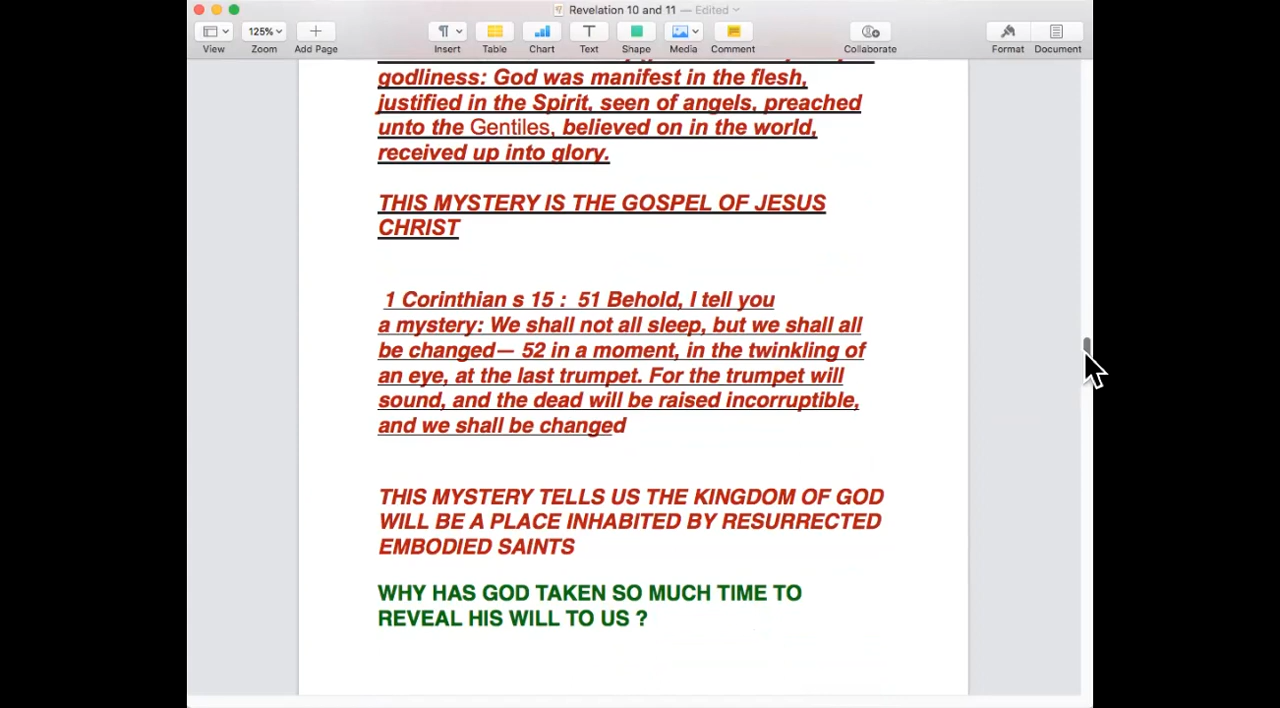 Revelation 10 and 11 — Edited
125%
View
Zoom
Add Page
Insert
Table
Chart
Text
Shape
Media
Comment
Collaborate
Format
Document
godliness: God was manifest in the flesh,
justified in the Spirit, seen of angels, preached
unto the Gentiles, believed on in the world,
received up into glory.
THIS MYSTERY IS THE GOSPEL OF JESUS
CHRIST
1 Corinthian s 15 : 51 Behold, I tell you
a mystery: We shall not all sleep, but we shall all
be changed— 52 in a moment, in the twinkling of
an eye, at the last trumpet. For the trumpet will
sound, and the dead will be raised incorruptible,
and we shall be changed
THIS MYSTERY TELLS US THE KINGDOM OF GOD
WILL BE A PLACE INHABITED BY RESURRECTED
EMBODIED SAINTS
WHY HAS GOD TAKEN SO MUCH TIME TO
REVEAL HIS WILL TO US ?